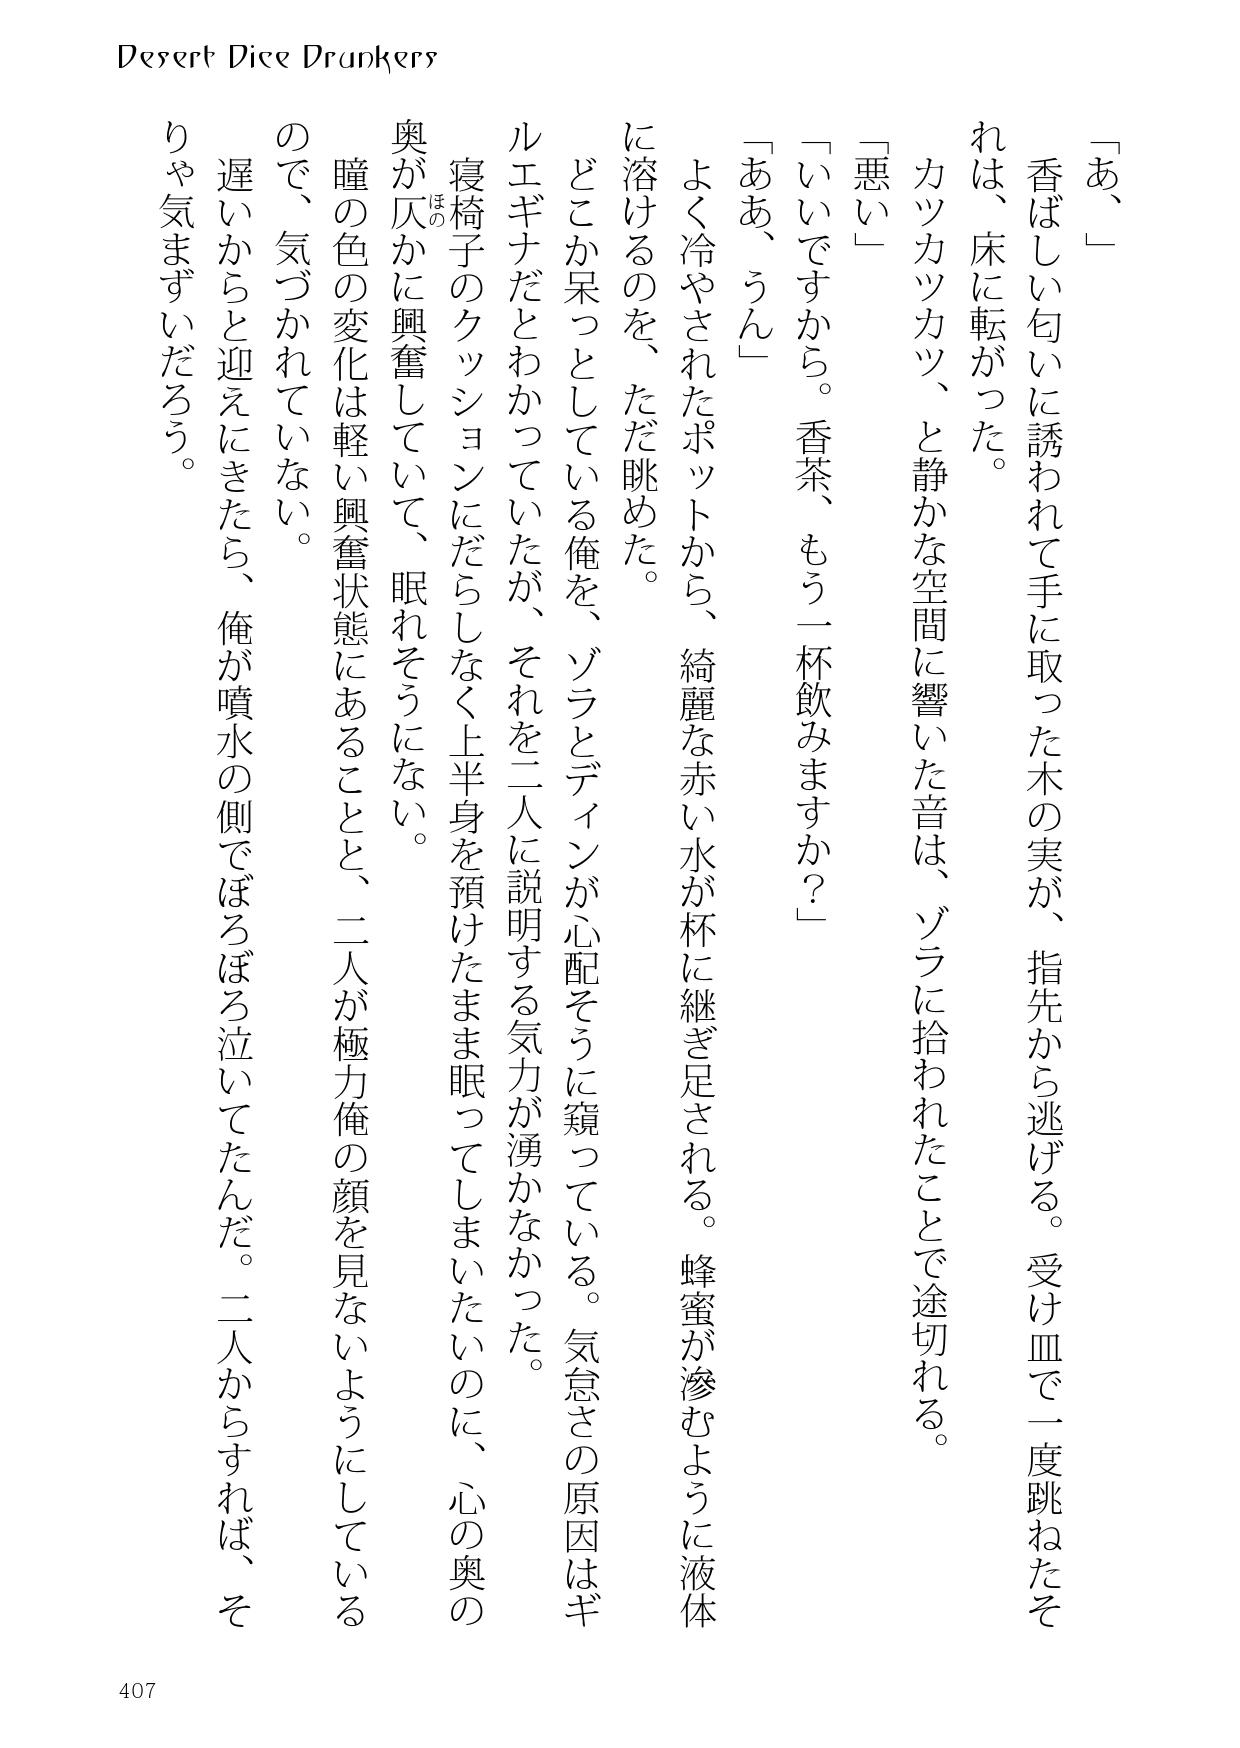 Desert Dice Drunkers
「あ、」
香ばしい匂いに誘われて手に取った木の実が、指先から逃げる。受け皿で一度跳ねたそ
れは、床に転がった。
カツカツカツ、と静かな空間に響いた音は、ゾラに拾われたことで途切れる。
「悪い」
「いいですから。香茶、もう一杯飲みますか？」
「ああ、うん」
よく冷やされたポットから、綺麗な赤い水が杯に継ぎ足される。蜂蜜が滲むように液体
に溶けるのを、ただ眺めた。
どこか呆っとしている俺を、ゾラとディンが心配そうに窺っている。気怠さの原因はギ
ルエギナだとわかっていたが、それを二人に説明する気力が湧かなかった。
寝椅子のクッションにだらしなく上半身を預けたまま眠ってしまいたいのに、心の奥の
奥が仄かに興奮していて、眠れそうにない。
ほの
瞳の色の変化は軽い興奮状態にあることと、二人が極力俺の顔を見ないようにしている
ので、気づかれていない。
遅いからと迎えにきたら、俺が噴水の側でぼろぼろ泣いてたんだ。二人からすれば、そ
りゃ気まずいだろう。
407